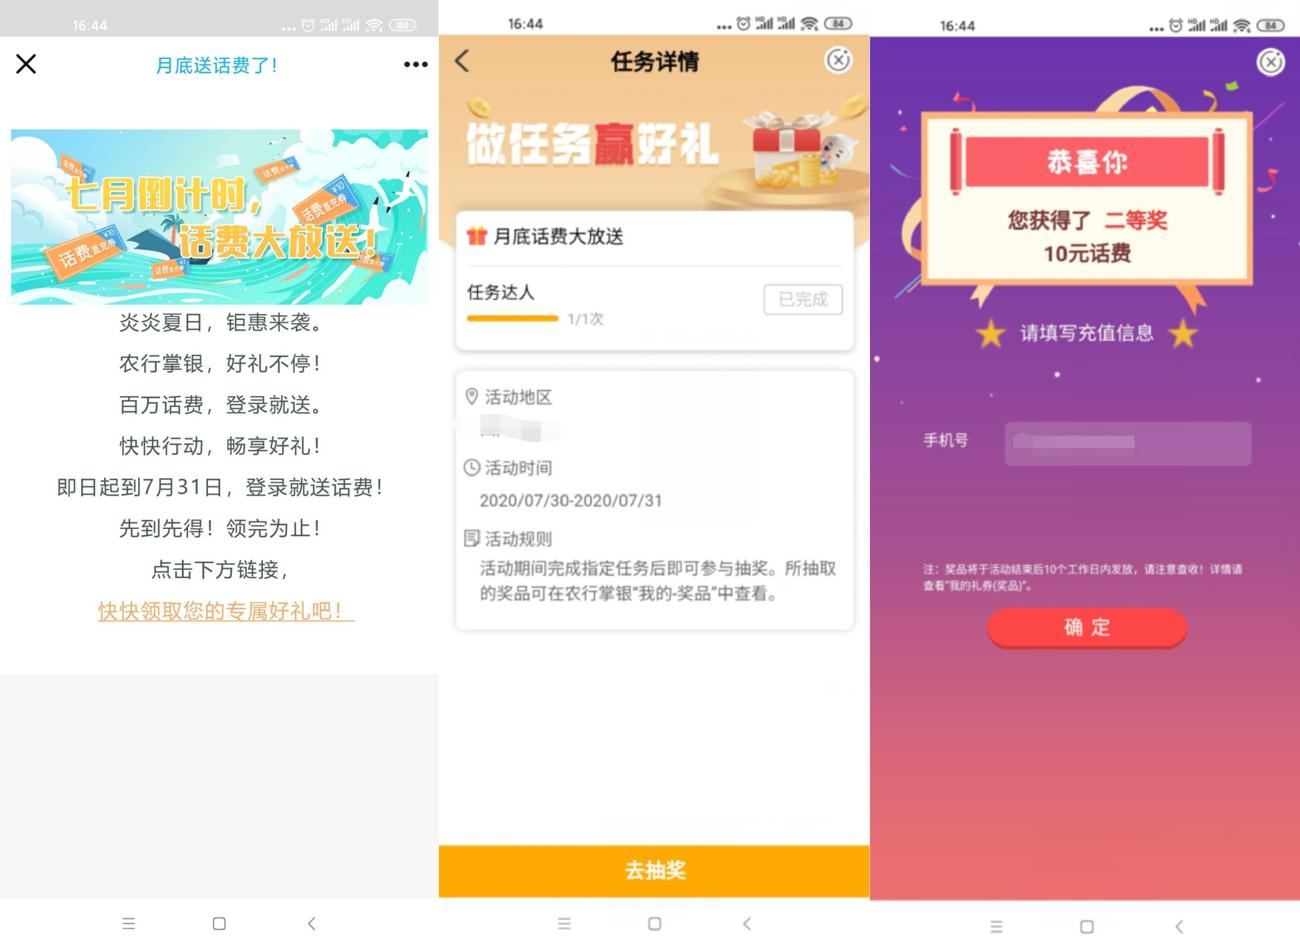 16:44
84
月底送话费了!
七月倒计时,
话费大放送!
话费直充券
¥10
话费直充券
¥10
炎炎夏日，钜惠来袭。
农行掌银，好礼不停！
百万话费，登录就送。
快快行动，畅享好礼！
即日起到7月31日，登录就送话费！
先到先得！领完为止！
点击下方链接，
快快领取您的专属好礼吧！
16:44
84
任务详情
做任务赢好礼
月底话费大放送
任务达人
1/1次
已完成
活动地区
活动时间
2020/07/30-2020/07/31
活动规则
活动期间完成指定任务后即可参与抽奖。所抽取
的奖品可在农行掌银“我的-奖品”中查看。
去抽奖
16:44
84
恭喜你
您获得了 二等奖
10元话费
请填写充值信息
手机号
注：奖品将于活动结束后10个工作日内发放，请注意查收！详情请
查看“我的礼券(奖品)”。
确 定